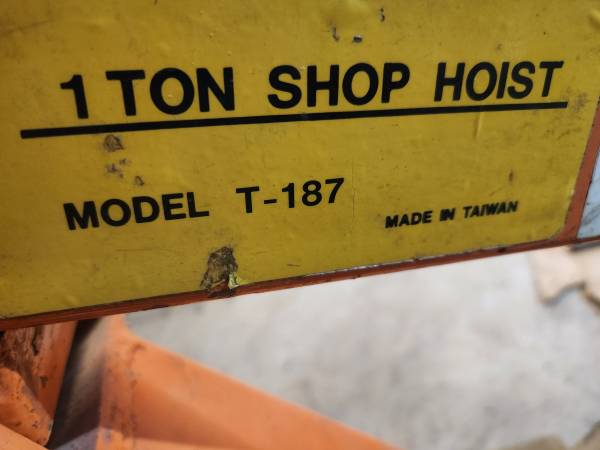 1 TON SHOP HOIST
MODEL T-187
MADE IN TAIWAN